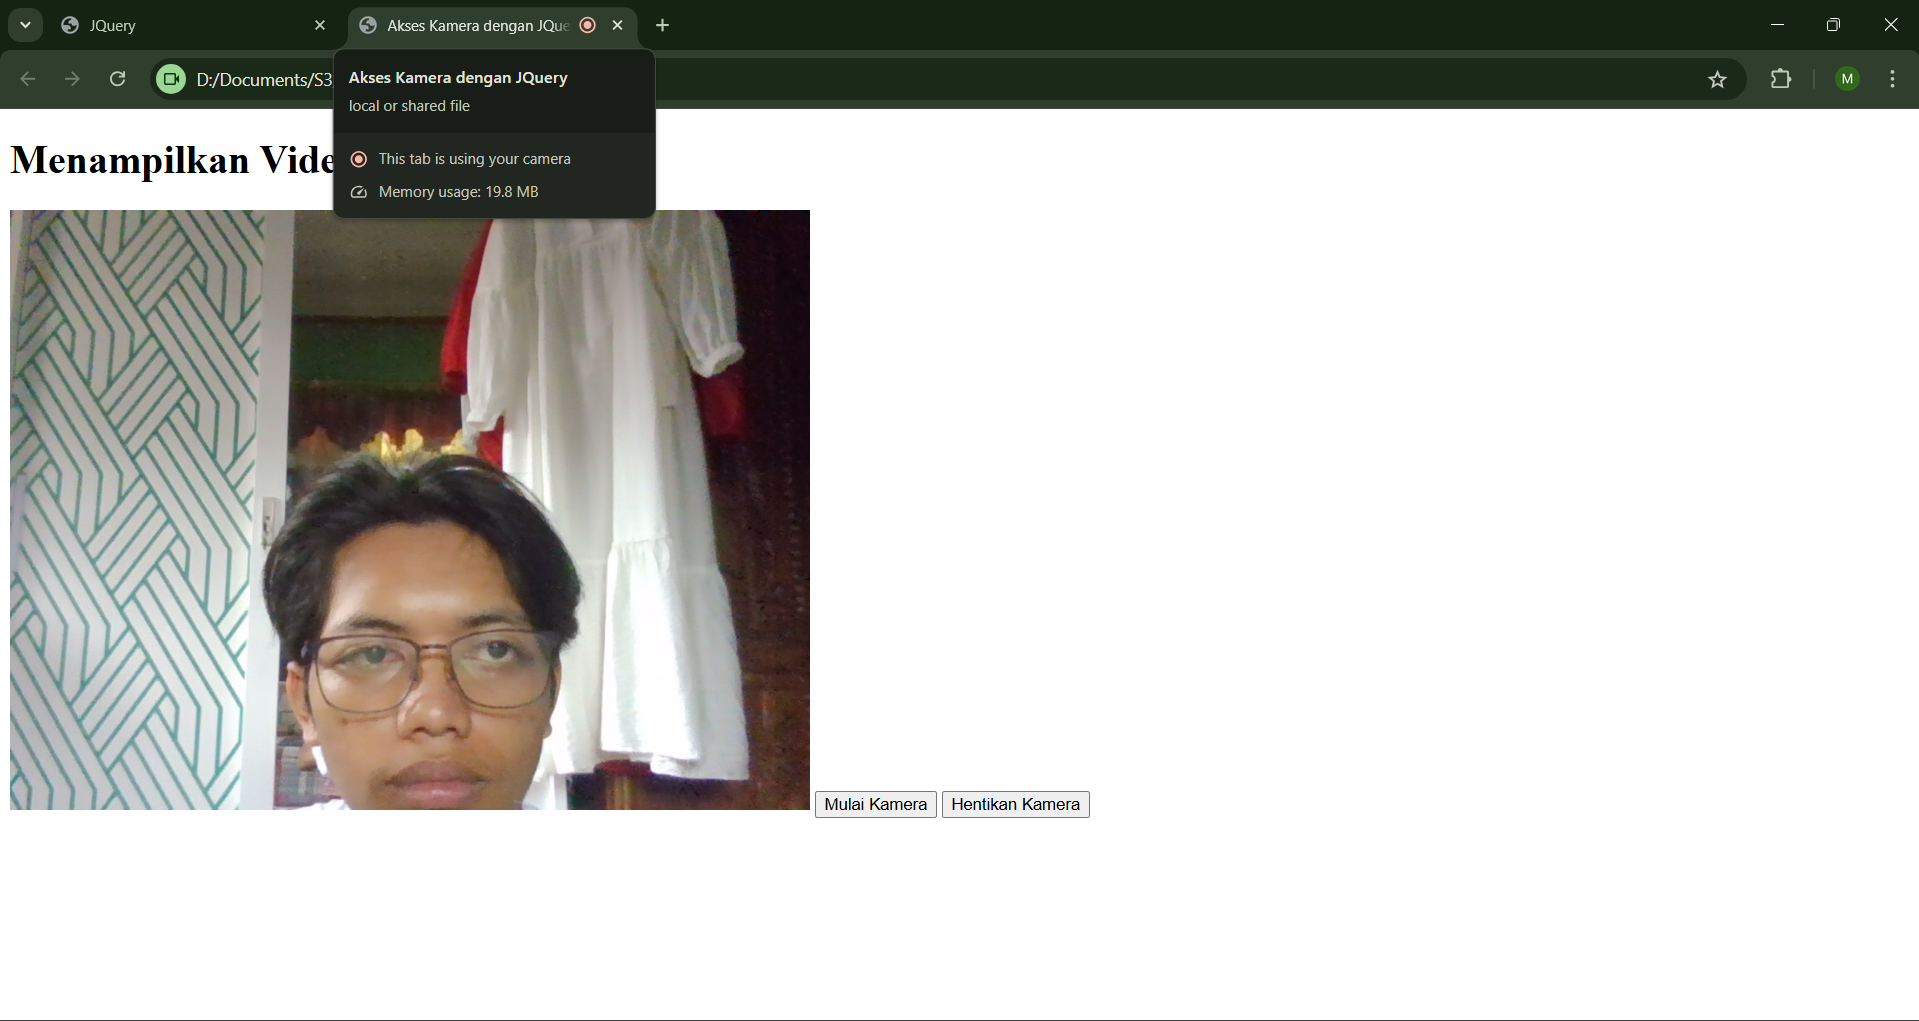 JQuery
Akses Kamera dengan JQue
D:/Documents/S3
M
Akses Kamera dengan JQuery
local or shared file
This tab is using your camera
Memory usage: 19.8 MB
Menampilkan Vide
Mulai Kamera
Hentikan Kamera